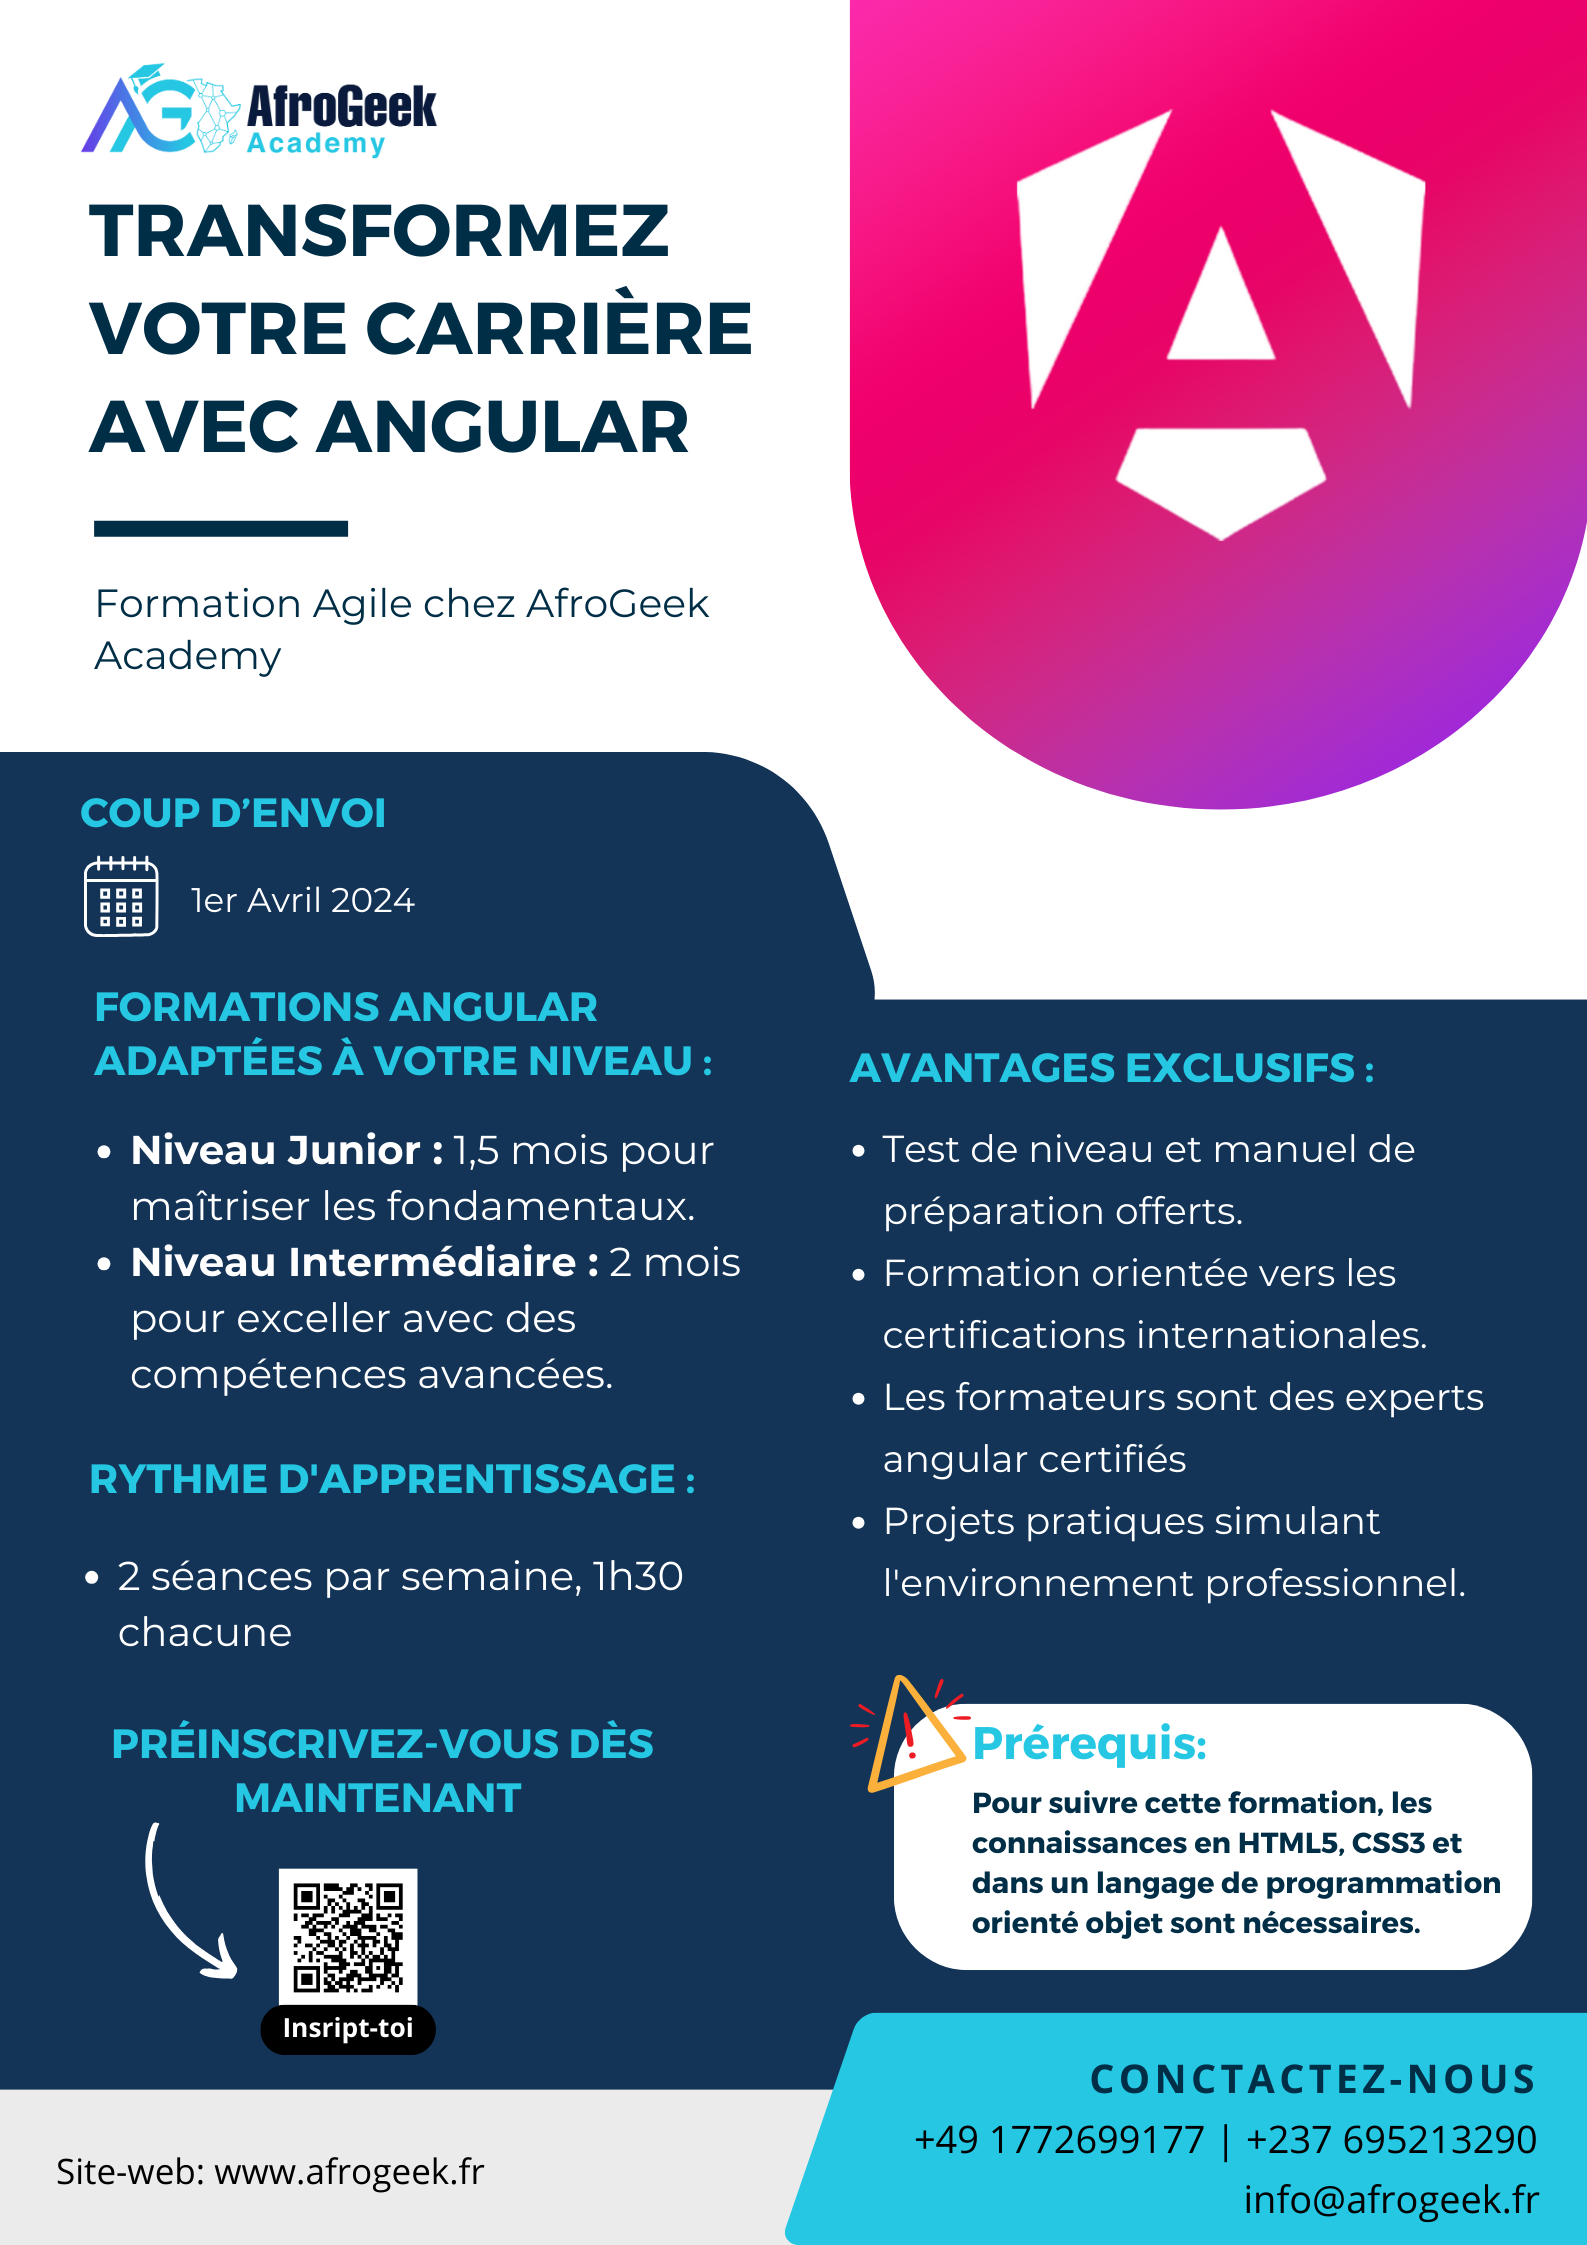 AfroGeek
Academy
TRANSFORMEZ
VOTRE CARRIÈRE
AVEC ANGULAR
Formation Agile chez AfroGeek
Academy
COUP D’ENVOI
1er Avril 2024
FORMATIONS ANGULAR
ADAPTÉES À VOTRE NIVEAU :
• Niveau Junior : 1,5 mois pour
maîtriser les fondamentaux.
• Niveau Intermédiaire : 2 mois
pour exceller avec des
compétences avancées.
RYTHME D'APPRENTISSAGE :
• 2 séances par semaine, 1h30
chacune
PRÉINSCRIVEZ-VOUS DÈS
MAINTENANT
Insript-toi
AVANTAGES EXCLUSIFS :
• Test de niveau et manuel de
préparation offerts.
• Formation orientée vers les
certifications internationales.
• Les formateurs sont des experts
angular certifiés
• Projets pratiques simulant
l'environnement professionnel.
Prérequis:
Pour suivre cette formation, les
connaissances en HTML5, CSS3 et
dans un langage de programmation
orienté objet sont nécessaires.
Site-web: www.afrogeek.fr
CONCTACTEZ-NOUS
+49 1772699177 | +237 695213290
info@afrogeek.fr